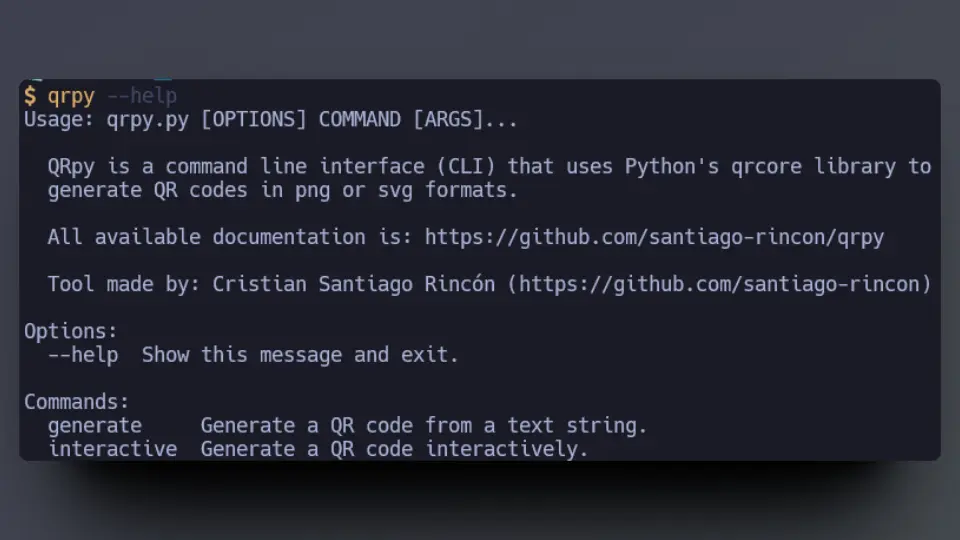 $ qrpy --help
Usage: qrpy.py [OPTIONS] COMMAND [ARGS]...
QRpy is a command line interface (CLI) that uses Python's qrcore library to
generate QR codes in png or svg formats.
All available documentation is: https://github.com/santiago-rincon/qrpy
Tool made by: Cristian Santiago Rincón (https://github.com/santiago-rincon)
Options:
--help  Show this message and exit.
Commands:
generate     Generate a QR code from a text string.
interactive  Generate a QR code interactively.